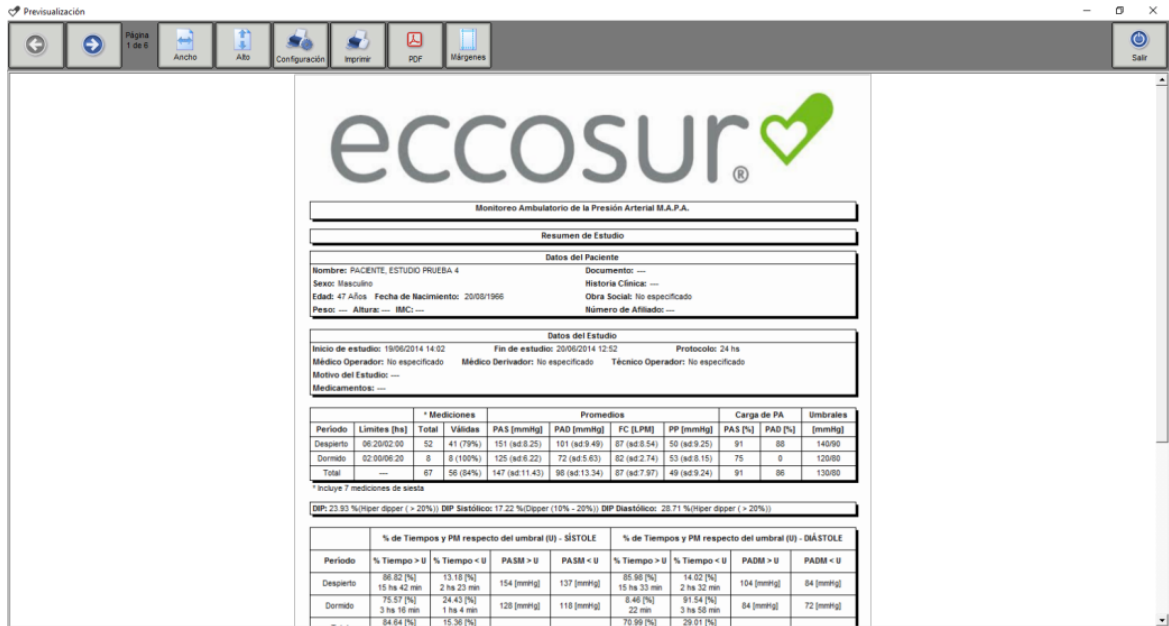 Previsualización
Página
1 de 6
Ancho
Alto
Configuración
Imprimir
PDF
Márgenes
Salir
eccosur®
Monitoreo Ambulatorio de la Presión Arterial M.A.P.A.
Resumen de Estudio
Datos del Paciente
Nombre: PACIENTE, ESTUDIO PRUEBA 4 Documento: ---
Sexo: Masculino Historia Clínica: ---
Edad: 47 Años Fecha de Nacimiento: 20/08/1966 Obra Social: No especificado
Peso: --- Altura: --- IMC: --- Número de Afiliado: ---
Datos del Estudio
Inicio de estudio: 19/06/2014 14:02 Fin de estudio: 20/06/2014 12:52 Protocolo: 24 hs
Médico Operador: No especificado Médico Derivador: No especificado Técnico Operador: No especificado
Motivo del Estudio: ---
Medicamentos: ---
* Mediciones Promedios Carga de PA Umbrales
Período Límites [hs] Total Válidas PAS [mmHg] PAD [mmHg] FC [LPM] PP [mmHg] PAS [%] PAD [%] [mmHg]
Despierto 06:20/02:00 52 41 (79%) 151 (sd:8.25) 101 (sd:9.49) 87 (sd:8.54) 50 (sd:9.25) 91 88 140/90
Dormido 02:00/06:20 8 8 (100%) 125 (sd:6.22) 72 (sd:5.63) 82 (sd:2.74) 53 (sd:8.15) 75 0 120/80
Total --- 67 56 (84%) 147 (sd:11.43) 98 (sd:13.34) 87 (sd:7.97) 49 (sd:9.24) 91 86 130/80
* Incluye 7 mediciones de siesta
DIP: 23.93 %(Hiper dipper ( > 20%)) DIP Sistólico: 17.22 %(Dipper (10% - 20%)) DIP Diastólico: 28.71 %(Hiper dipper ( > 20%))
% de Tiempos y PM respecto del umbral (U) - SÍSTOLE % de Tiempos y PM respecto del umbral (U) - DIÁSTOLE
Período % Tiempo > U % Tiempo < U PASM > U PASM < U % Tiempo > U % Tiempo < U PADM > U PADM < U
Despierto 86.82 [%] 13.18 [%] 154 [mmHg] 137 [mmHg] 85.98 [%] 14.02 [%] 104 [mmHg] 84 [mmHg]
15 hs 42 min 2 hs 23 min 15 hs 33 min 2 hs 32 min
Dormido 75.57 [%] 24.43 [%] 128 [mmHg] 118 [mmHg] 8.46 [%] 91.54 [%] 84 [mmHg] 72 [mmHg]
3 hs 16 min 1 hs 4 min 22 min 3 hs 58 min
84.64 [%] 15.36 [%] 70.99 [%] 29.01 [%]